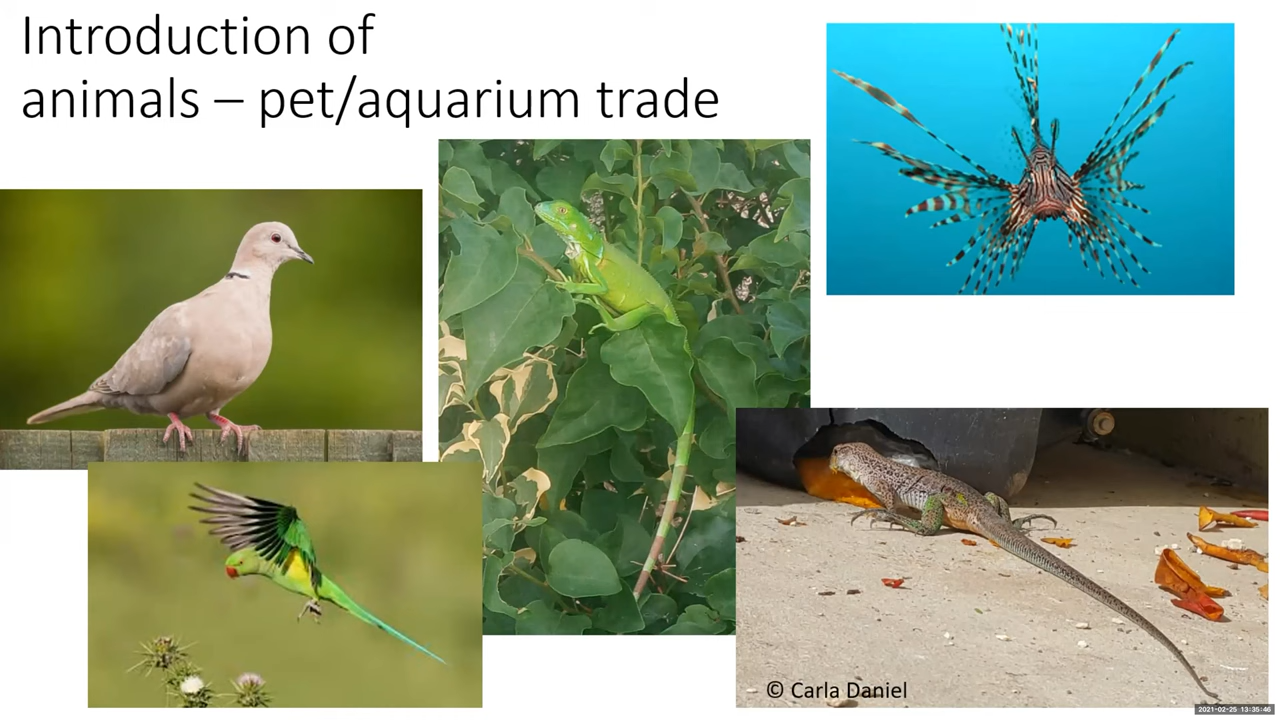 Introduction of
animals – pet/aquarium trade
© Carla Daniel
2021-02-25 13:35:46